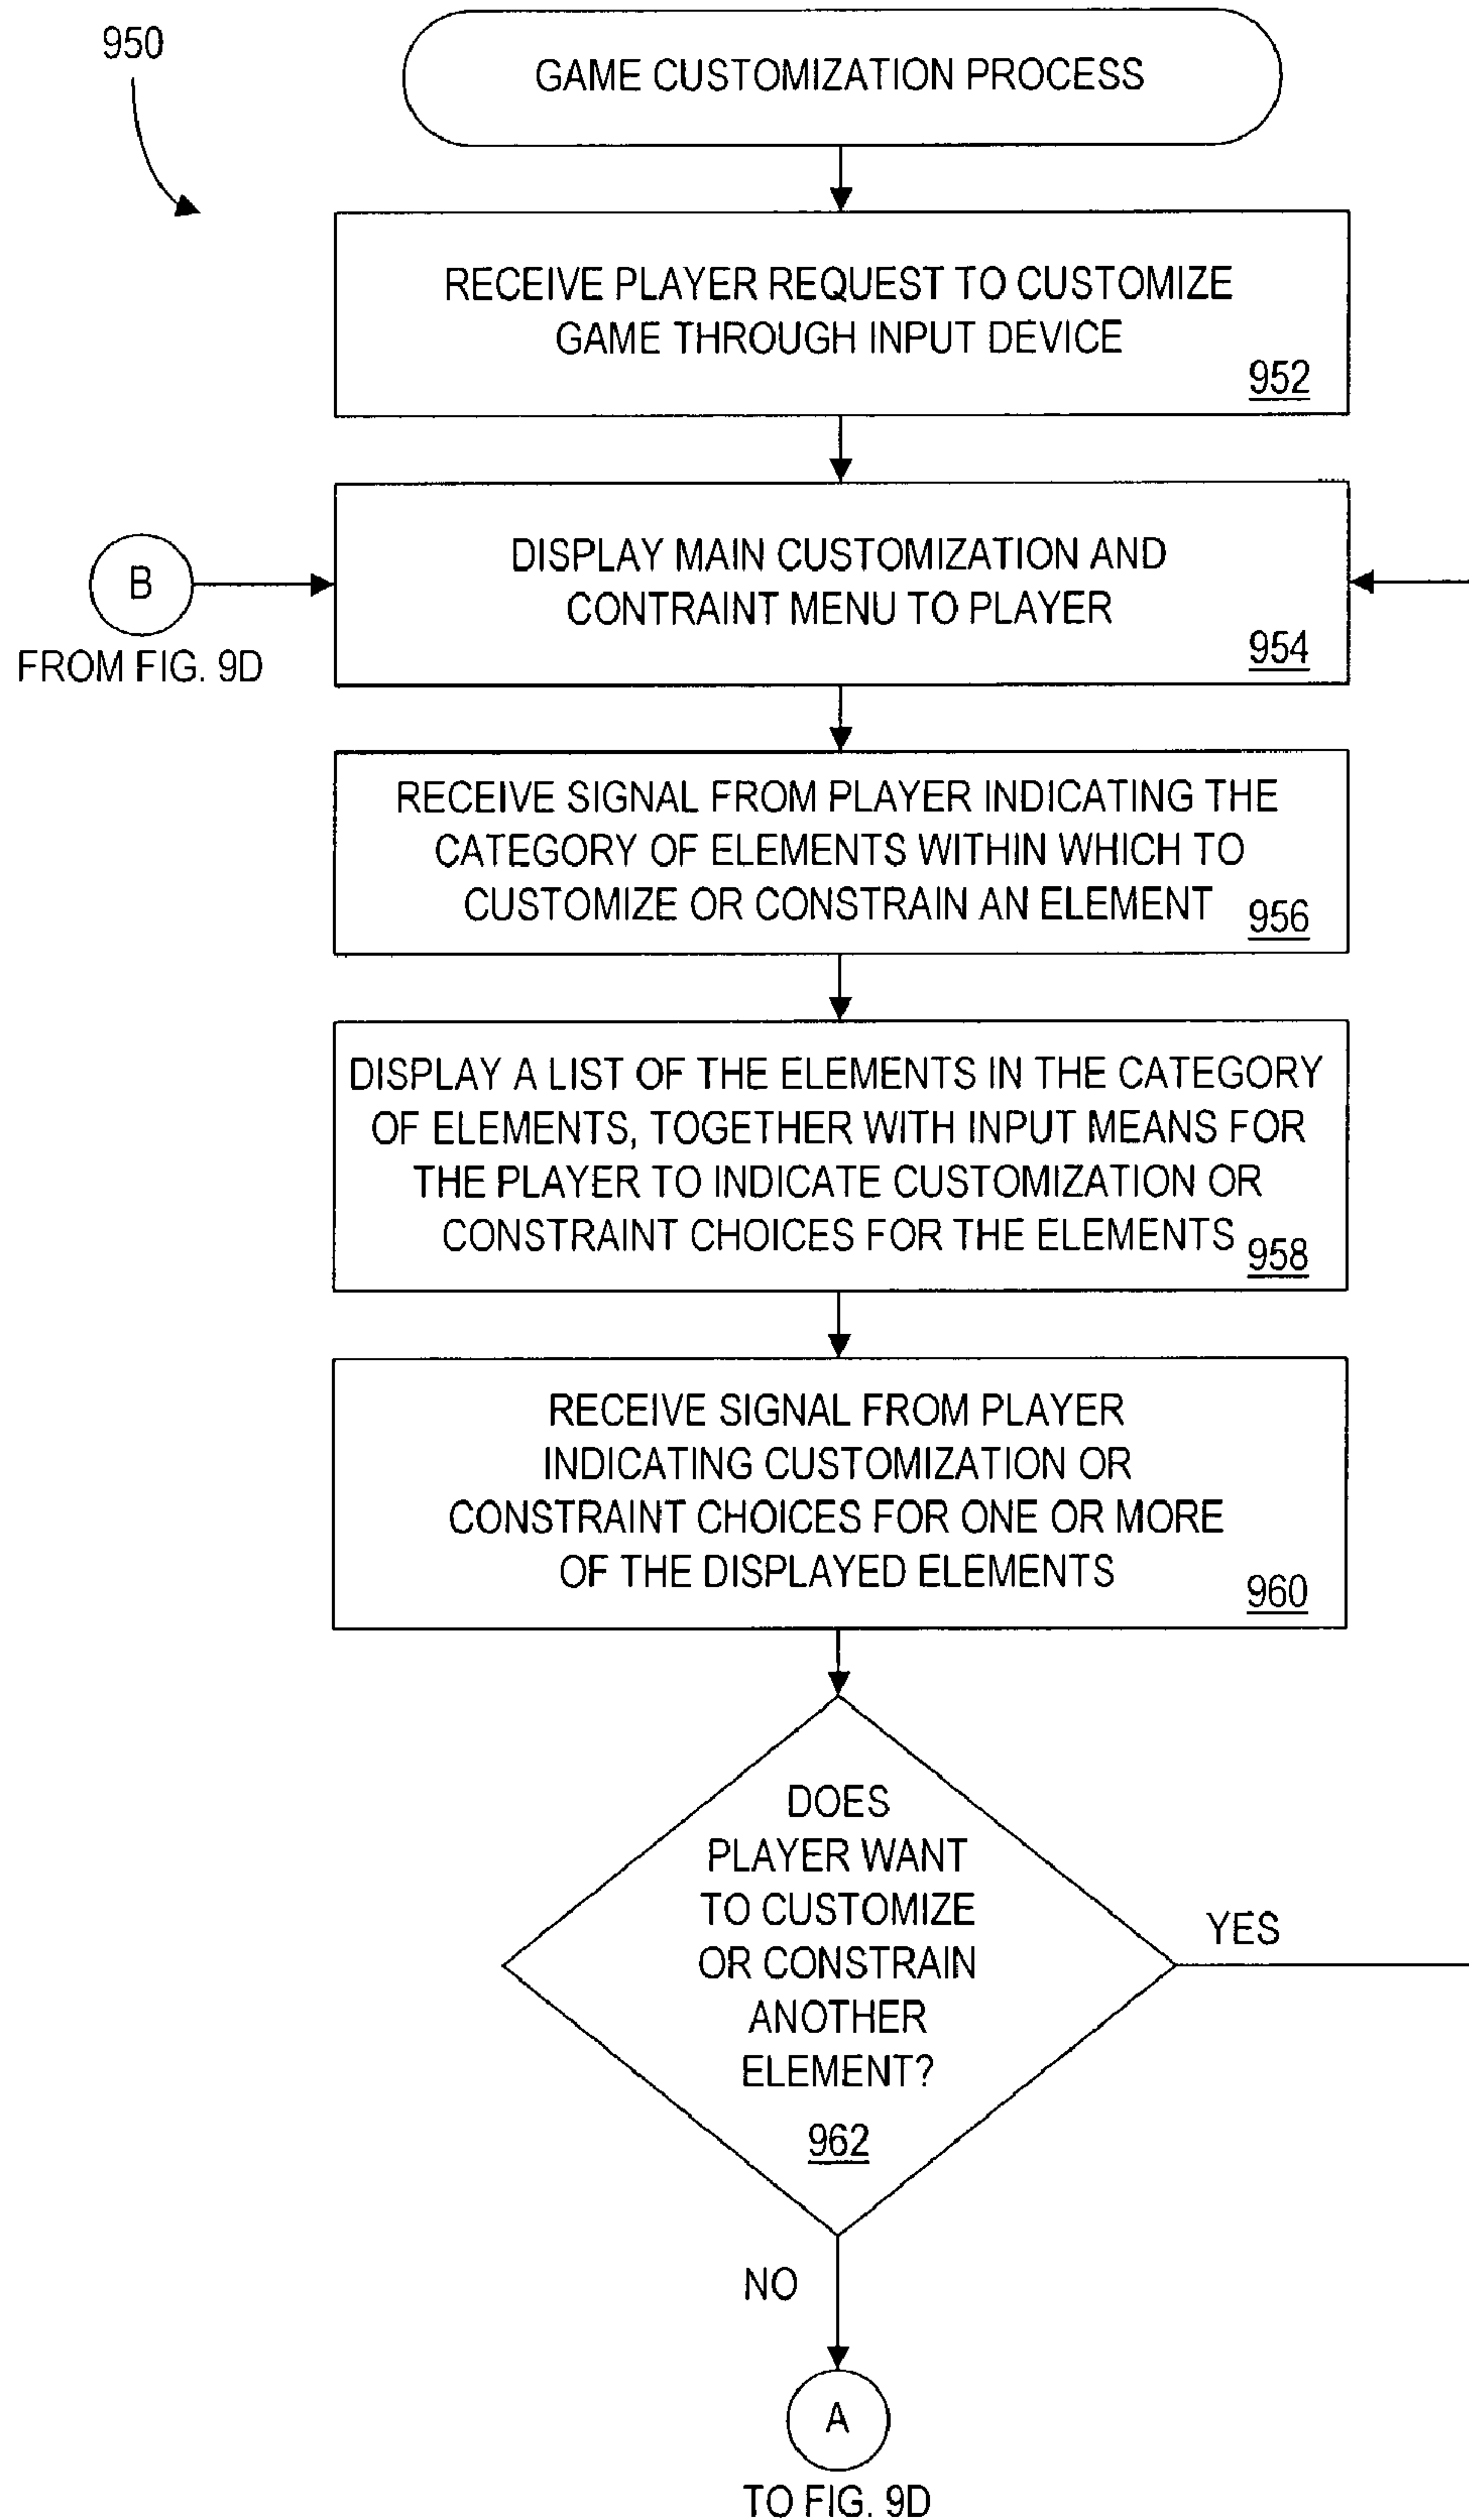 950
GAME CUSTOMIZATION PROCESS
RECEIVE PLAYER REQUEST TO CUSTOMIZE
GAME THROUGH INPUT DEVICE
952
DISPLAY MAIN CUSTOMIZATION AND
CONTRAINT MENU TO PLAYER
954
B
FROM FIG. 9D
RECEIVE SIGNAL FROM PLAYER INDICATING THE
CATEGORY OF ELEMENTS WITHIN WHICH TO
CUSTOMIZE OR CONSTRAIN AN ELEMENT
956
DISPLAY A LIST OF THE ELEMENTS IN THE CATEGORY
OF ELEMENTS, TOGETHER WITH INPUT MEANS FOR
THE PLAYER TO INDICATE CUSTOMIZATION OR
CONSTRAINT CHOICES FOR THE ELEMENTS
958
RECEIVE SIGNAL FROM PLAYER
INDICATING CUSTOMIZATION OR
CONSTRAINT CHOICES FOR ONE OR MORE
OF THE DISPLAYED ELEMENTS
960
DOES
PLAYER WANT
TO CUSTOMIZE
OR CONSTRAIN
ANOTHER
ELEMENT?
962
YES
NO
A
TO FIG. 9D